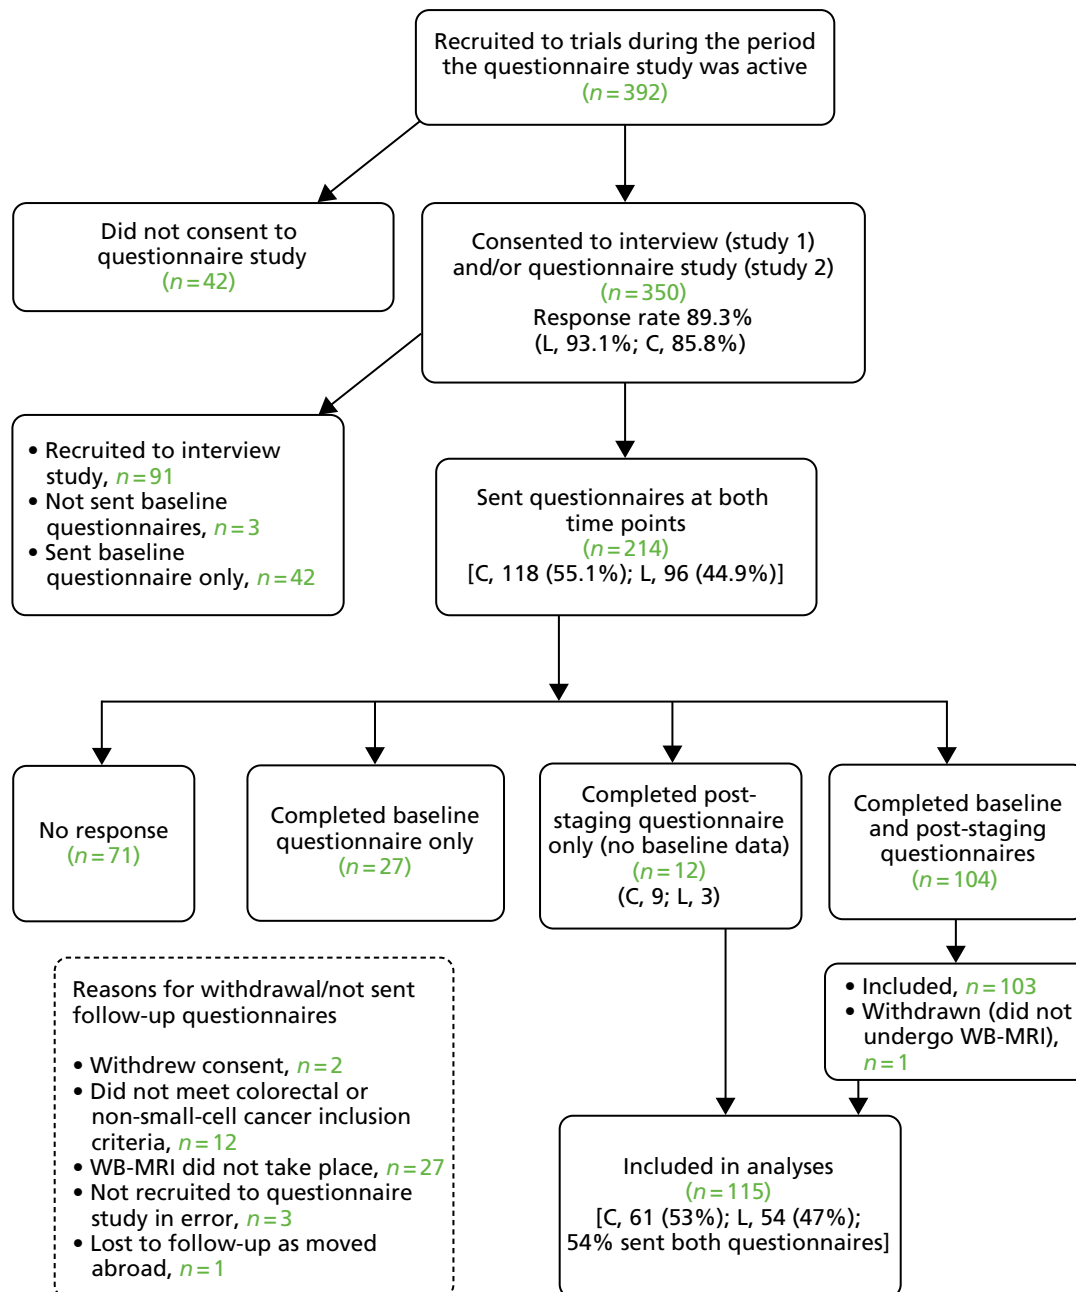 Recruited to trials during the period
the questionnaire study was active
(n=392)
Did not consent to
questionnaire study
(n=42)
Consented to interview (study 1)
and/or questionnaire study (study 2)
(n=350)
Response rate 89.3%
(L, 93.1%; C, 85.8%)
• Recruited to interview
study, n=91
• Not sent baseline
questionnaires, n=3
• Sent baseline
questionnaire only, n=42
Sent questionnaires at both
time points
(n=214)
[C, 118 (55.1%); L, 96 (44.9%)]
No response
(n=71)
Completed baseline
questionnaire only
(n=27)
Completed post-
staging questionnaire
only (no baseline data)
(n=12)
(C, 9; L, 3)
Completed baseline
and post-staging
questionnaires
(n=104)
Reasons for withdrawal/not sent
follow-up questionnaires
• Withdrew consent, n=2
• Did not meet colorectal or
non-small-cell cancer inclusion
criteria, n=12
• WB-MRI did not take place, n=27
• Not recruited to questionnaire
study in error, n=3
• Lost to follow-up as moved
abroad, n=1
• Included, n=103
• Withdrawn (did not
undergo WB-MRI),
n=1
Included in analyses
(n=115)
[C, 61 (53%); L, 54 (47%);
54% sent both questionnaires]